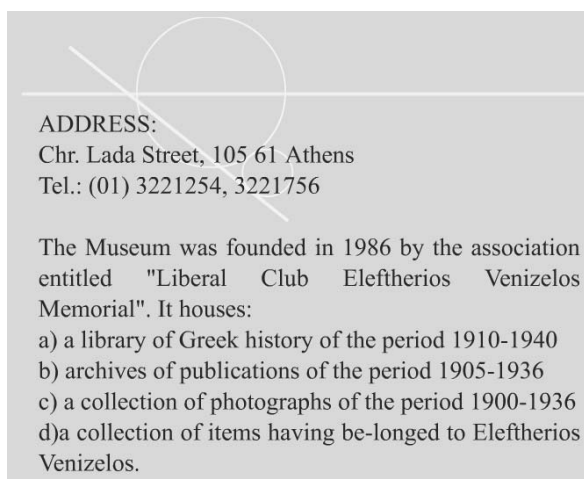 ADDRESS:
Chr. Lada Street, 105 61 Athens
Tel.: (01) 3221254, 3221756
The Museum was founded in 1986 by the association
entitled "Liberal Club Eleftherios Venizelos
Memorial". It houses:
a) a library of Greek history of the period 1910-1940
b) archives of publications of the period 1905-1936
c) a collection of photographs of the period 1900-1936
d)a collection of items having be-longed to Eleftherios
Venizelos.